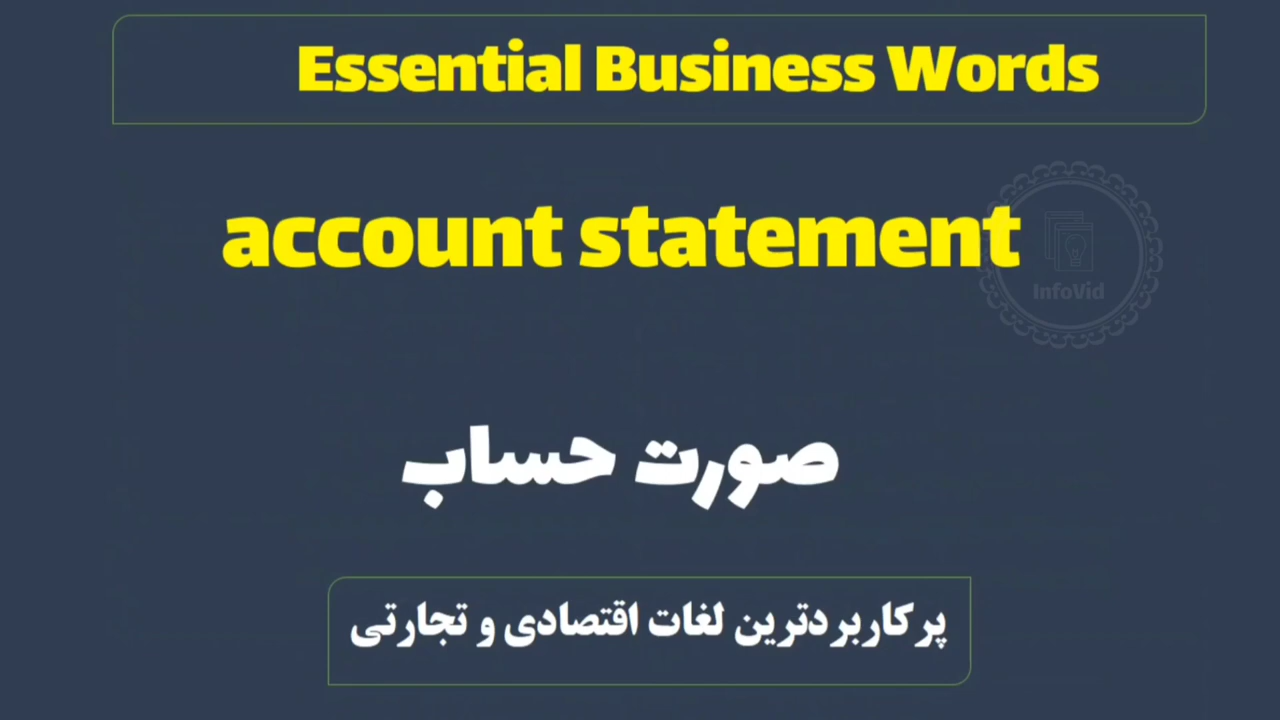 Essential Business Words
account statement
InfoVid
صورت حساب
پرکاربردترین لغات اقتصادی و تجارتی